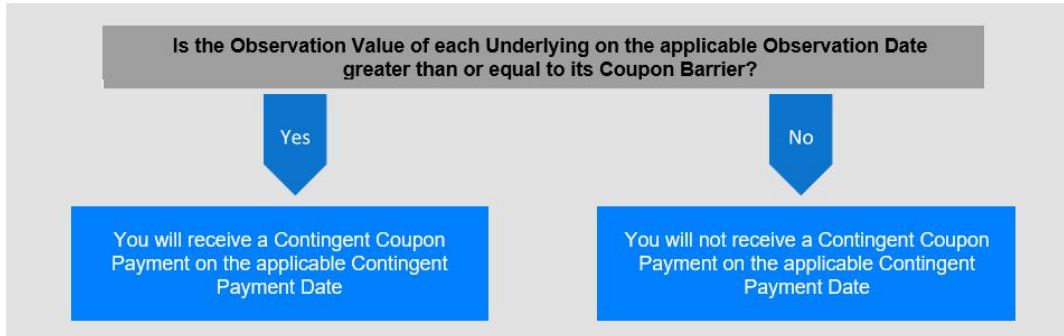 Is the Observation Value of each Underlying on the applicable Observation Date
greater than or equal to its Coupon Barrier?
Yes
No
You will receive a Contingent Coupon
Payment on the applicable Contingent
Payment Date
You will not receive a Contingent Coupon
Payment on the applicable Contingent
Payment Date